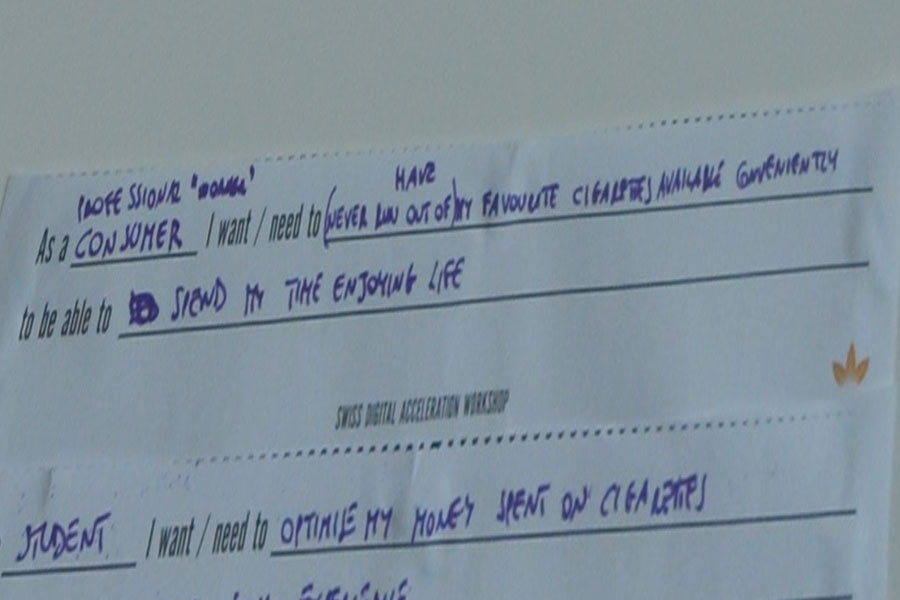 PROFESSIONAL HAVE
As a CONSUMER I want / need to (NEVER RUN OUT OF) MY FAVOURITE CIGARETTES AVAILABLE CONVENIENTLY
to be able to SPEND MY TIME ENJOYING LIFE
SWISS DIGITAL ACCELERATION WORKSHOP
STUDENT I want / need to OPTIMIZE MY MONEY SPENT ON CIGARETTES